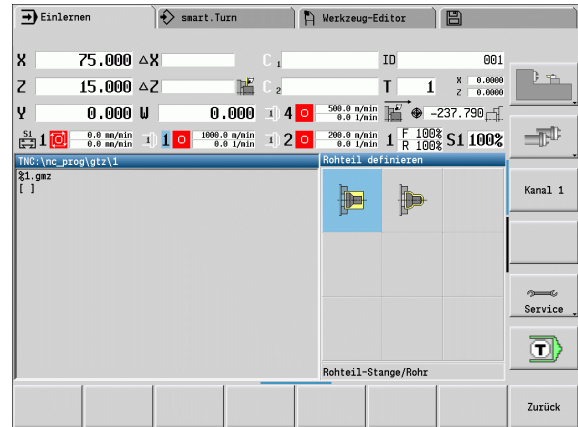 Einlernen smart.Turn Werkzeug-Editor
X 75.000 △X C 1 ID 001
Z 15.000 △Z C 2 T 1 X 0.0000 Z 0.0000
Y 0.000 W 0.000 4 500.0 m/min 0.0 1/min -237.790
S1 1 0.0 mm/min 0.0 mm/min 1 1000.0 m/min 0.0 1/min 2 200.0 m/min 0.0 1/min 1 F 100% R 100% S1 100%
TNC:\nc_prog\gtz\1 Rohteil definieren
%1.gmz
[ ]
Kanal 1
Service
T
Rohteil-Stange/Rohr
Zurück